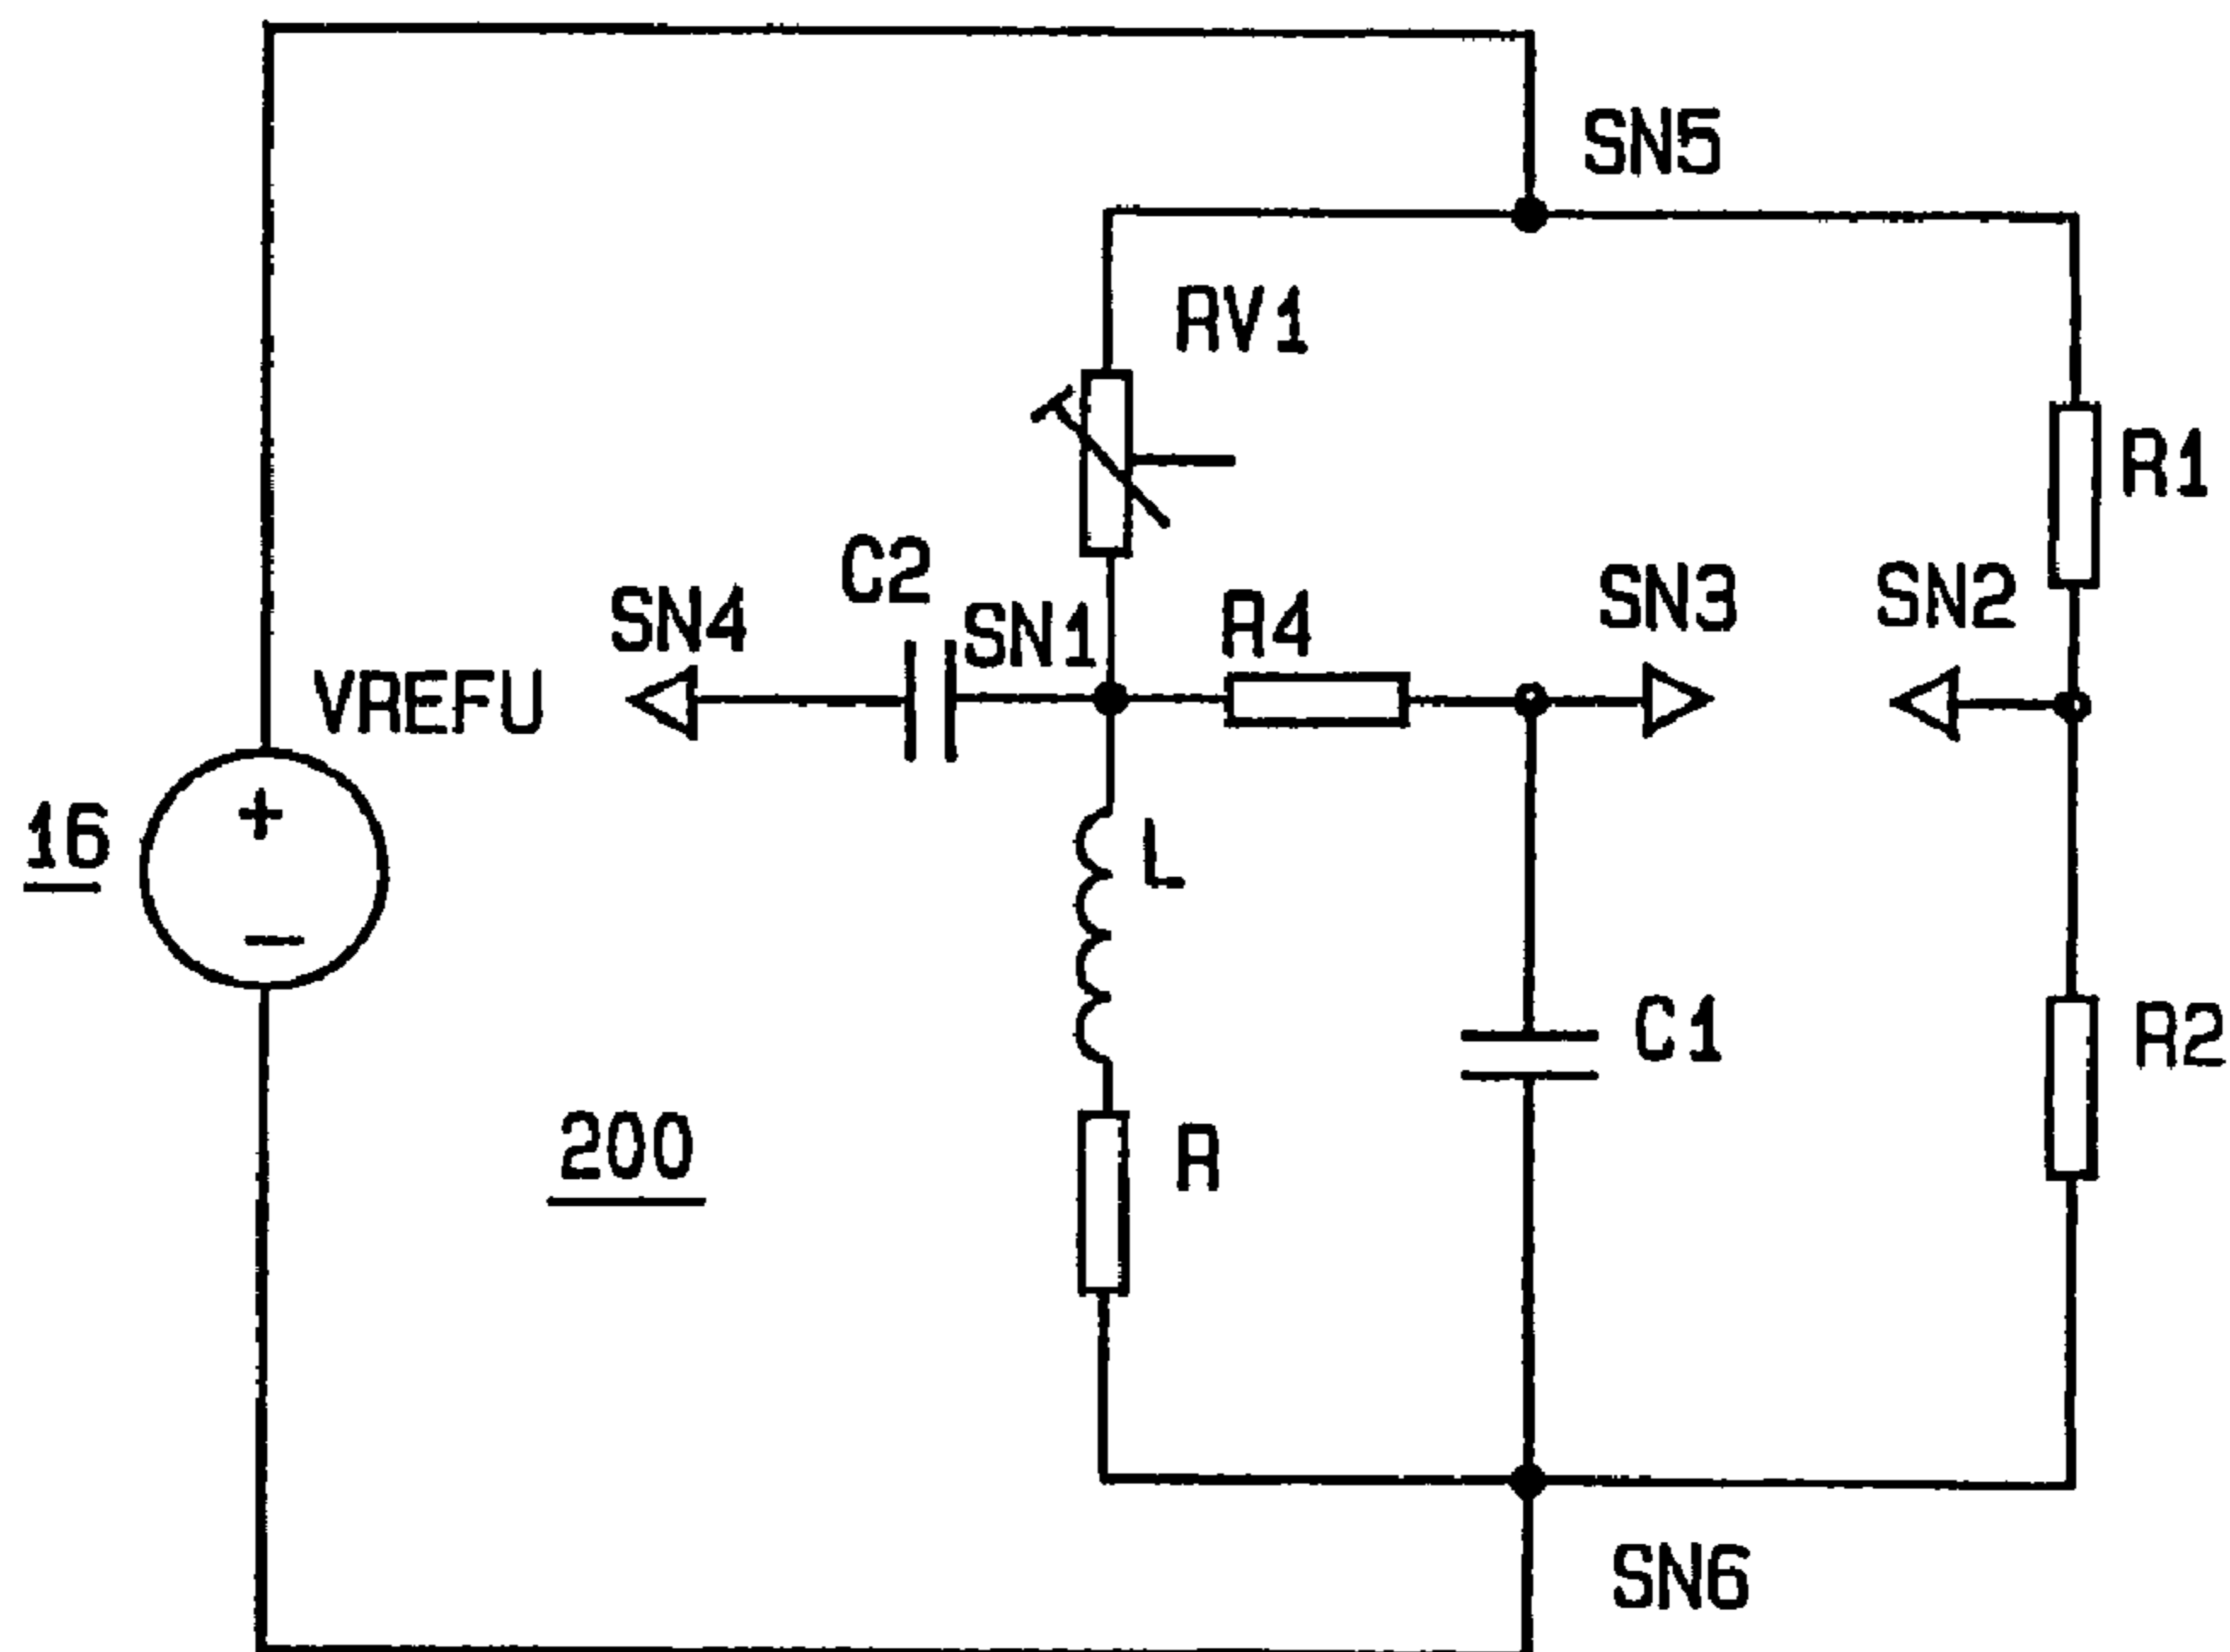 SN5
RV1
R1
C2
SN4
SN1
R4
SN3
SN2
VREFU
+
16
L
−
C1
R2
200
R
SN6